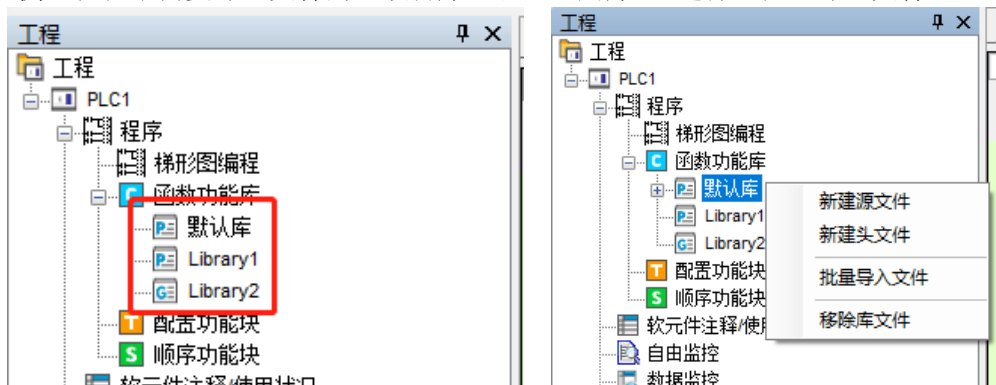 工程
工程
PLC1
程序
梯形图编程
函数功能库
默认库
Library1
Library2
配置功能块
顺序功能块
工程
工程
PLC1
程序
梯形图编程
函数功能库
默认库
Library1
Library2
配置功能块
顺序功能块
软元件注释/使
自由监控
数据监控
新建源文件
新建头文件
批量导入文件
移除库文件